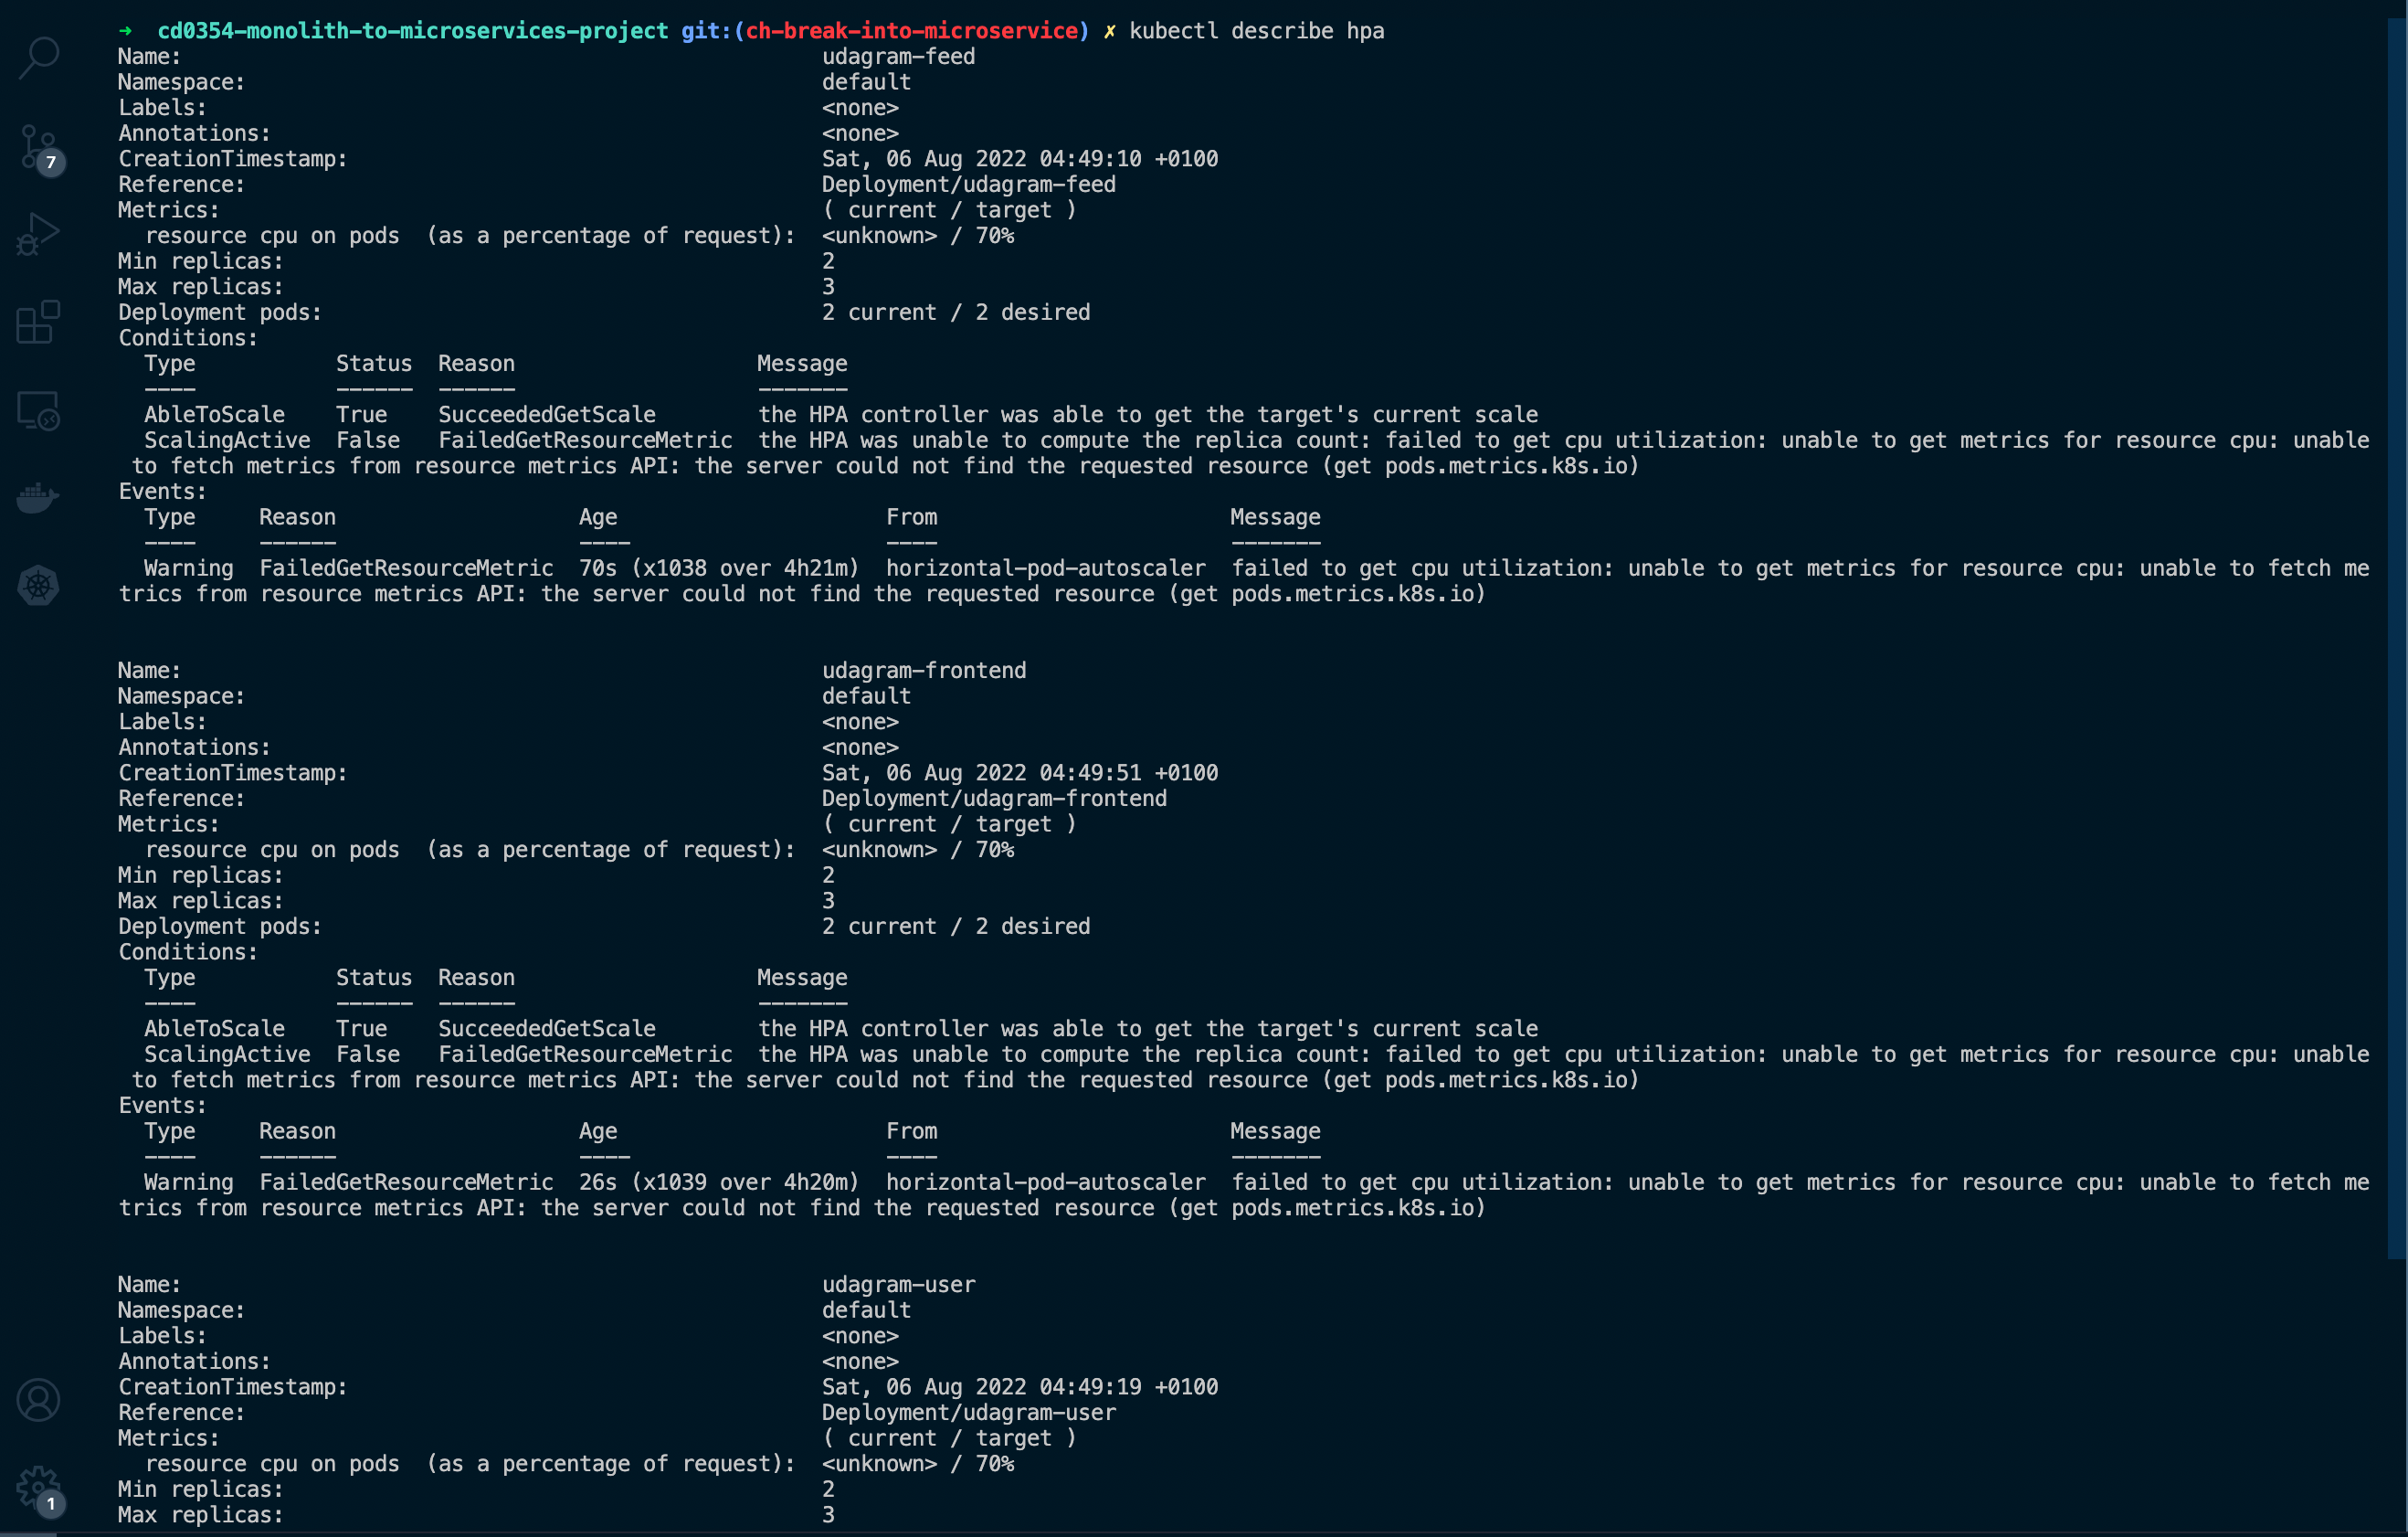 → cd0354-monolith-to-microservices-project git:(ch-break-into-microservice) ✗ kubectl describe hpa
Name: udagram-feed
Namespace: default
Labels: <none>
Annotations: <none>
CreationTimestamp: Sat, 06 Aug 2022 04:49:10 +0100
Reference: Deployment/udagram-feed
Metrics: ( current / target )
resource cpu on pods (as a percentage of request): <unknown> / 70%
Min replicas: 2
Max replicas: 3
Deployment pods: 2 current / 2 desired
Conditions:
Type Status Reason Message
---- ------ ------ -------
AbleToScale True SucceededGetScale the HPA controller was able to get the target's current scale
ScalingActive False FailedGetResourceMetric the HPA was unable to compute the replica count: failed to get cpu utilization: unable to get metrics for resource cpu: unable
to fetch metrics from resource metrics API: the server could not find the requested resource (get pods.metrics.k8s.io)
Events:
Type Reason Age From Message
---- ------ ---- ---- -------
Warning FailedGetResourceMetric 70s (x1038 over 4h21m) horizontal-pod-autoscaler failed to get cpu utilization: unable to get metrics for resource cpu: unable to fetch me
trics from resource metrics API: the server could not find the requested resource (get pods.metrics.k8s.io)
Name: udagram-frontend
Namespace: default
Labels: <none>
Annotations: <none>
CreationTimestamp: Sat, 06 Aug 2022 04:49:51 +0100
Reference: Deployment/udagram-frontend
Metrics: ( current / target )
resource cpu on pods (as a percentage of request): <unknown> / 70%
Min replicas: 2
Max replicas: 3
Deployment pods: 2 current / 2 desired
Conditions:
Type Status Reason Message
---- ------ ------ -------
AbleToScale True SucceededGetScale the HPA controller was able to get the target's current scale
ScalingActive False FailedGetResourceMetric the HPA was unable to compute the replica count: failed to get cpu utilization: unable to get metrics for resource cpu: unable
to fetch metrics from resource metrics API: the server could not find the requested resource (get pods.metrics.k8s.io)
Events:
Type Reason Age From Message
---- ------ ---- ---- -------
Warning FailedGetResourceMetric 26s (x1039 over 4h20m) horizontal-pod-autoscaler failed to get cpu utilization: unable to get metrics for resource cpu: unable to fetch me
trics from resource metrics API: the server could not find the requested resource (get pods.metrics.k8s.io)
Name: udagram-user
Namespace: default
Labels: <none>
Annotations: <none>
CreationTimestamp: Sat, 06 Aug 2022 04:49:19 +0100
Reference: Deployment/udagram-user
Metrics: ( current / target )
resource cpu on pods (as a percentage of request): <unknown> / 70%
Min replicas: 2
Max replicas: 3
7
1